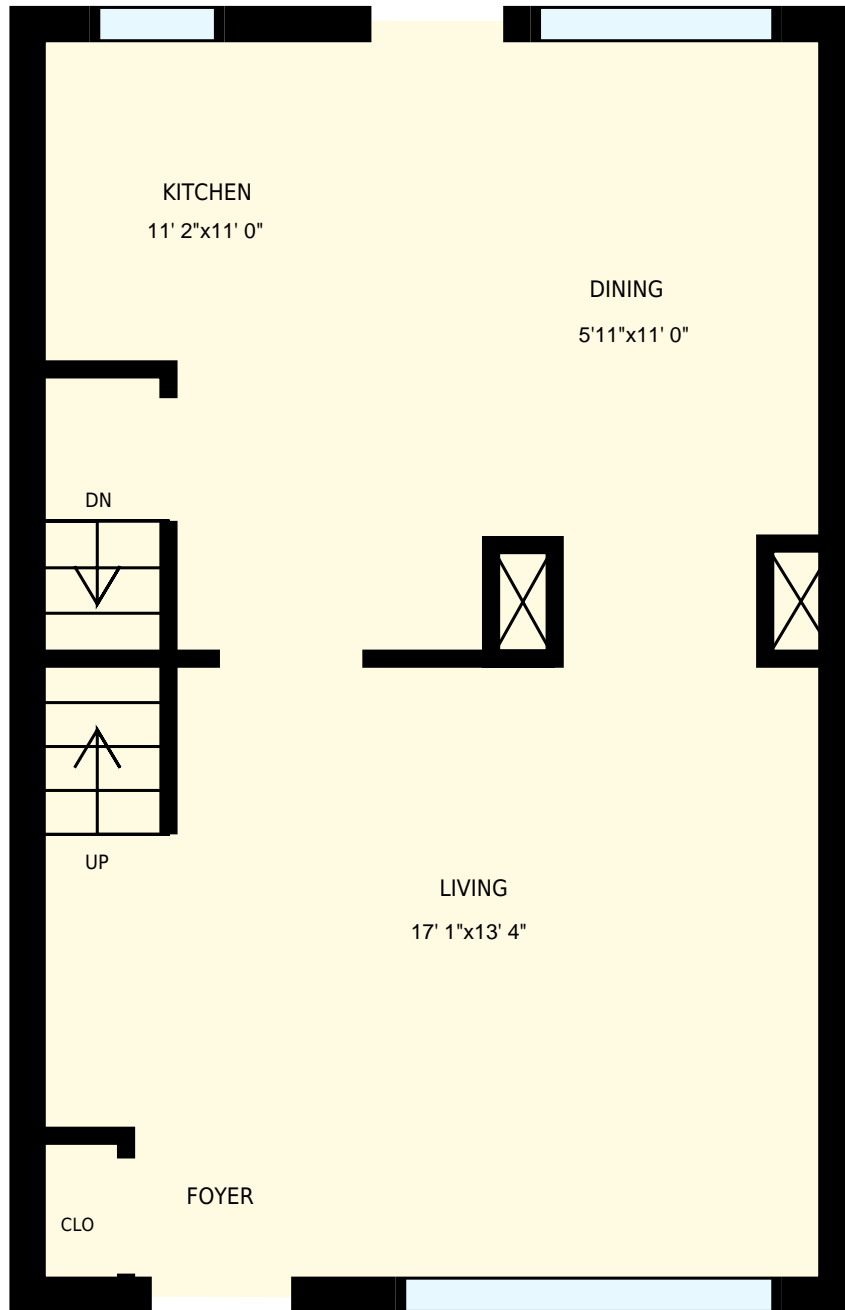 KITCHEN
11' 2"x11' 0"
DINING
5'11"x11' 0"
DN
UP
LIVING
17' 1"x13' 4"
FOYER
CLO